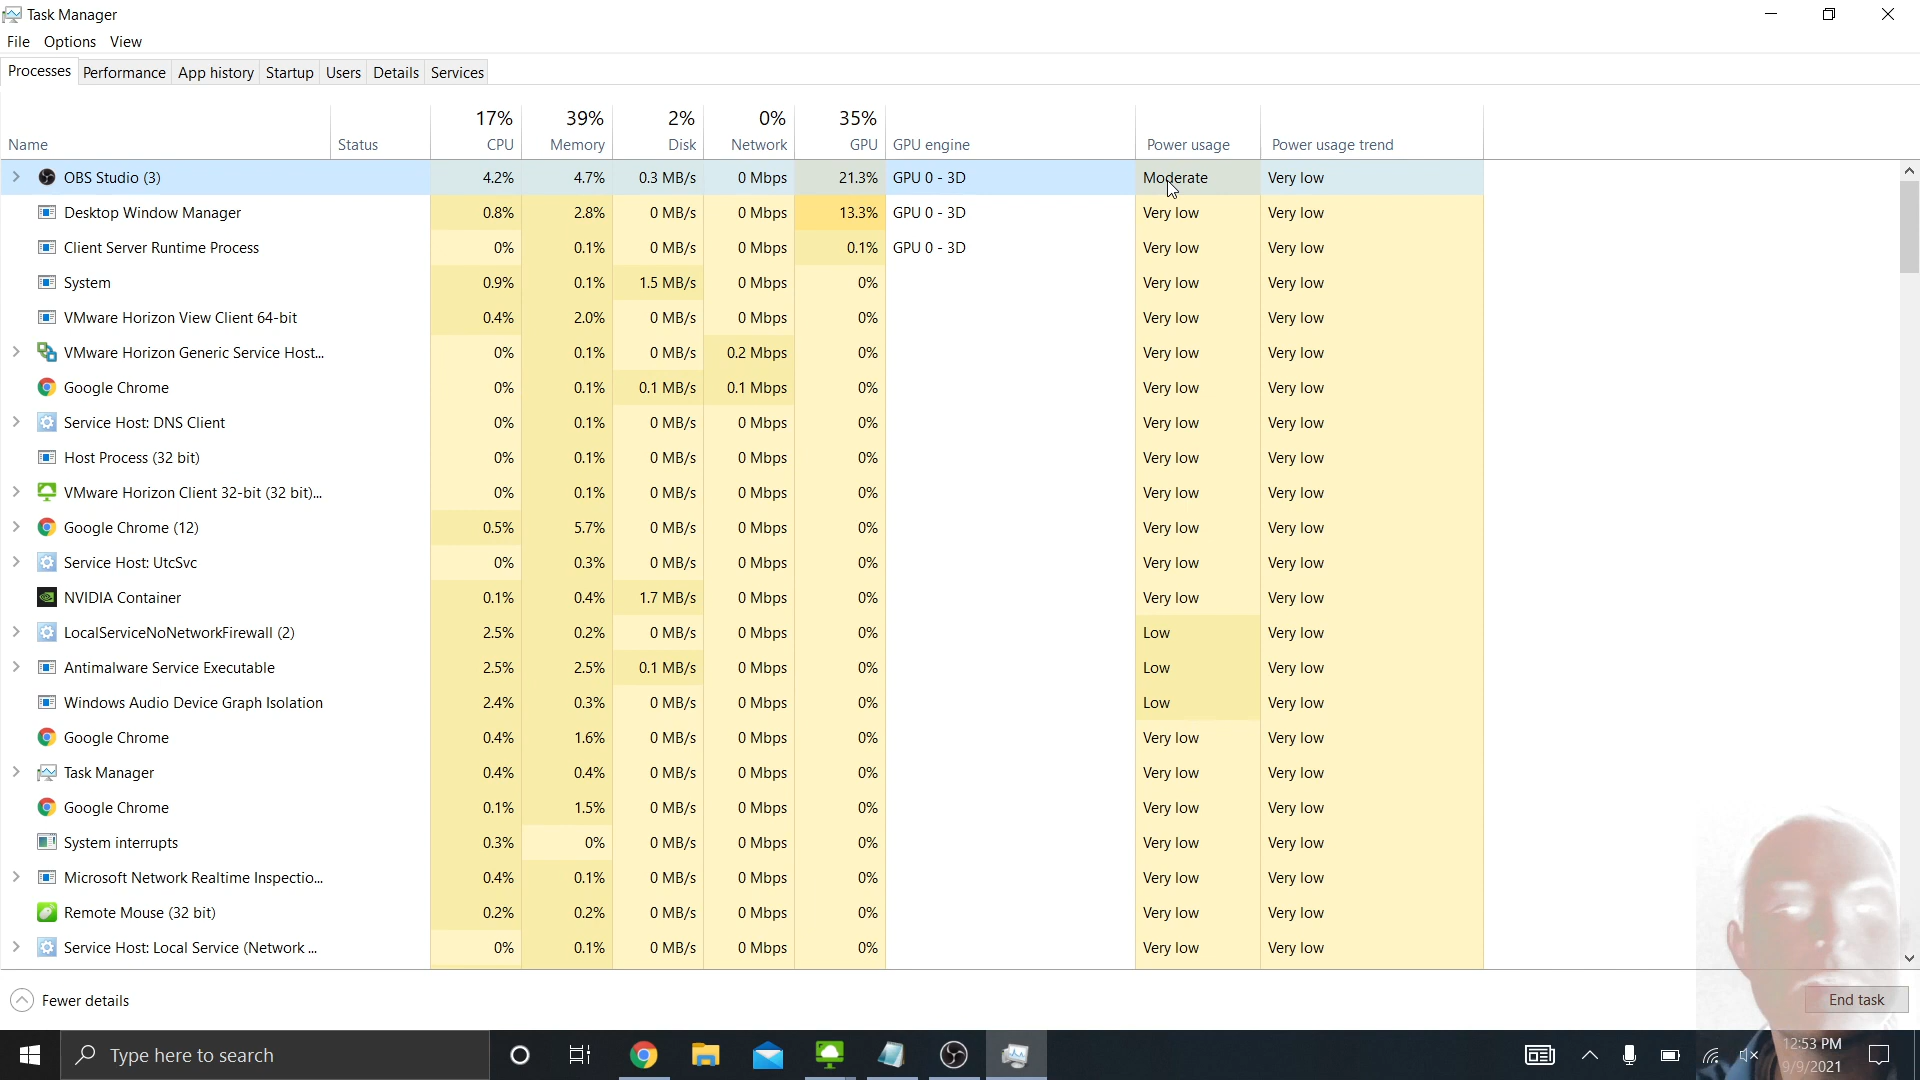 Task Manager
File Options View
Processes Performance App history Startup Users Details Services
17% 39% 2% 0% 35%
Name Status CPU Memory Disk Network GPU GPU engine Power usage Power usage trend
OBS Studio (3) 4.2% 4.7% 0.3 MB/s 0 Mbps 21.3% GPU 0 - 3D Moderate Very low
Desktop Window Manager 0.8% 2.8% 0 MB/s 0 Mbps 13.3% GPU 0 - 3D Very low Very low
Client Server Runtime Process 0% 0.1% 0 MB/s 0 Mbps 0.1% GPU 0 - 3D Very low Very low
System 0.9% 0.1% 1.5 MB/s 0 Mbps 0% Very low Very low
VMware Horizon View Client 64-bit 0.4% 2.0% 0 MB/s 0 Mbps 0% Very low Very low
VMware Horizon Generic Service Host... 0% 0.1% 0 MB/s 0.2 Mbps 0% Very low Very low
Google Chrome 0% 0.1% 0.1 MB/s 0.1 Mbps 0% Very low Very low
Service Host: DNS Client 0% 0.1% 0 MB/s 0 Mbps 0% Very low Very low
Host Process (32 bit) 0% 0.1% 0 MB/s 0 Mbps 0% Very low Very low
VMware Horizon Client 32-bit (32 bit)... 0% 0.1% 0 MB/s 0 Mbps 0% Very low Very low
Google Chrome (12) 0.5% 5.7% 0 MB/s 0 Mbps 0% Very low Very low
Service Host: UtcSvc 0% 0.3% 0 MB/s 0 Mbps 0% Very low Very low
NVIDIA Container 0.1% 0.4% 1.7 MB/s 0 Mbps 0% Very low Very low
LocalServiceNoNetworkFirewall (2) 2.5% 0.2% 0 MB/s 0 Mbps 0% Low Very low
Antimalware Service Executable 2.5% 2.5% 0.1 MB/s 0 Mbps 0% Low Very low
Windows Audio Device Graph Isolation 2.4% 0.3% 0 MB/s 0 Mbps 0% Low Very low
Google Chrome 0.4% 1.6% 0 MB/s 0 Mbps 0% Very low Very low
Task Manager 0.4% 0.4% 0 MB/s 0 Mbps 0% Very low Very low
Google Chrome 0.1% 1.5% 0 MB/s 0 Mbps 0% Very low Very low
System interrupts 0.3% 0% 0 MB/s 0 Mbps 0% Very low Very low
Microsoft Network Realtime Inspectio... 0.4% 0.1% 0 MB/s 0 Mbps 0% Very low Very low
Remote Mouse (32 bit) 0.2% 0.2% 0 MB/s 0 Mbps 0% Very low Very low
Service Host: Local Service (Network ... 0% 0.1% 0 MB/s 0 Mbps 0% Very low Very low
Fewer details End task
Type here to search 12:53 PM
9/9/2021